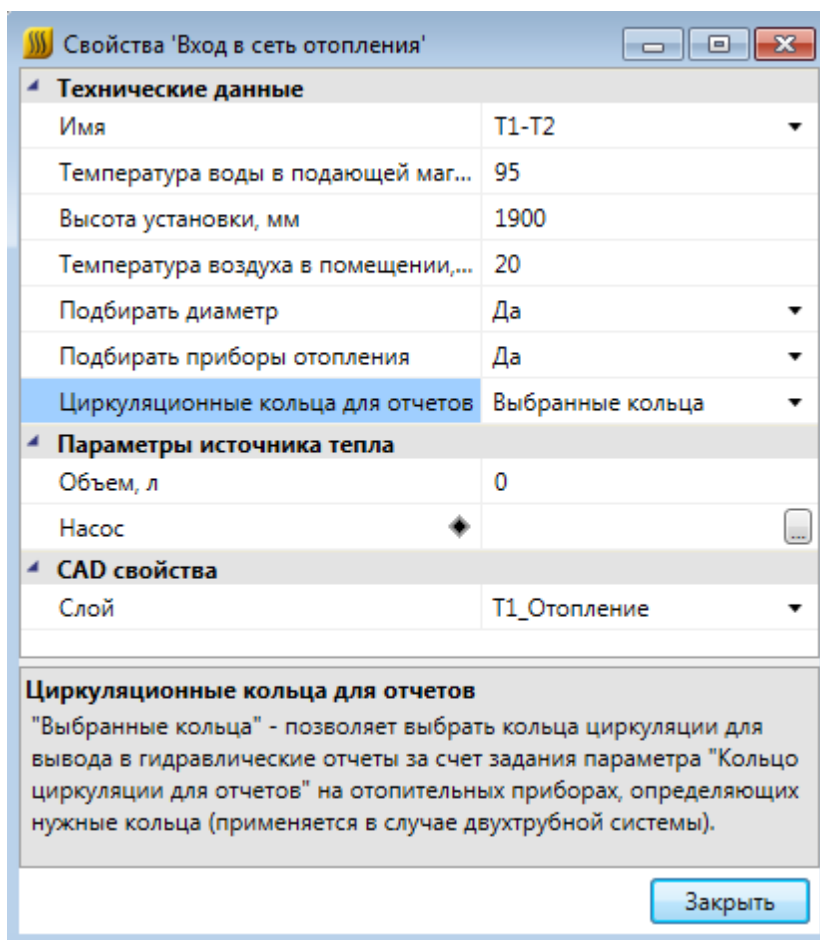 Свойства 'Вход в сеть отопления'
Технические данные
Имя T1-T2
Температура воды в подающей маг... 95
Высота установки, мм 1900
Температура воздуха в помещении,... 20
Подбирать диаметр Да
Подбирать приборы отопления Да
Циркуляционные кольца для отчетов Выбранные кольца
Параметры источника тепла
Объем, л 0
Насос ...
CAD свойства
Слой Т1_Отопление
Циркуляционные кольца для отчетов
"Выбранные кольца" - позволяет выбрать кольца циркуляции для
вывода в гидравлические отчеты за счет задания параметра "Кольцо
циркуляции для отчетов" на отопительных приборах, определяющих
нужные кольца (применяется в случае двухтрубной системы).
Закрыть